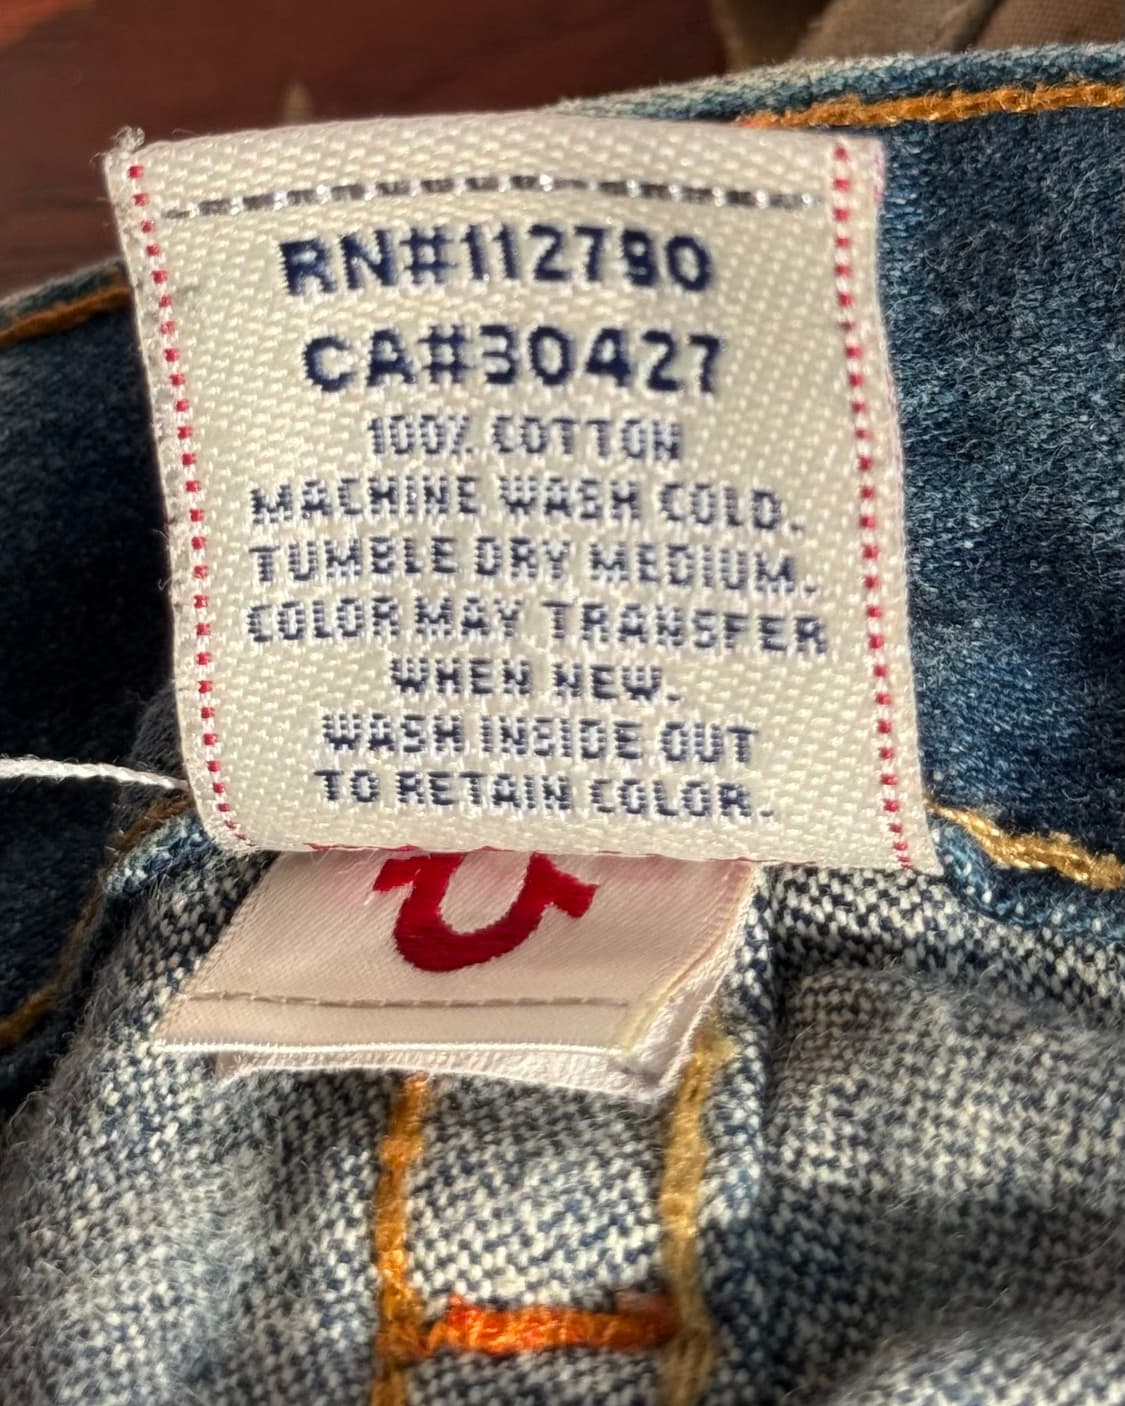 RN#112790
CA#30427
100% COTTON
MACHINE WASH COLD.
TUMBLE DRY MEDIUM.
COLOR MAY TRANSFER
WHEN NEW.
WASH INSIDE OUT
TO RETAIN COLOR.